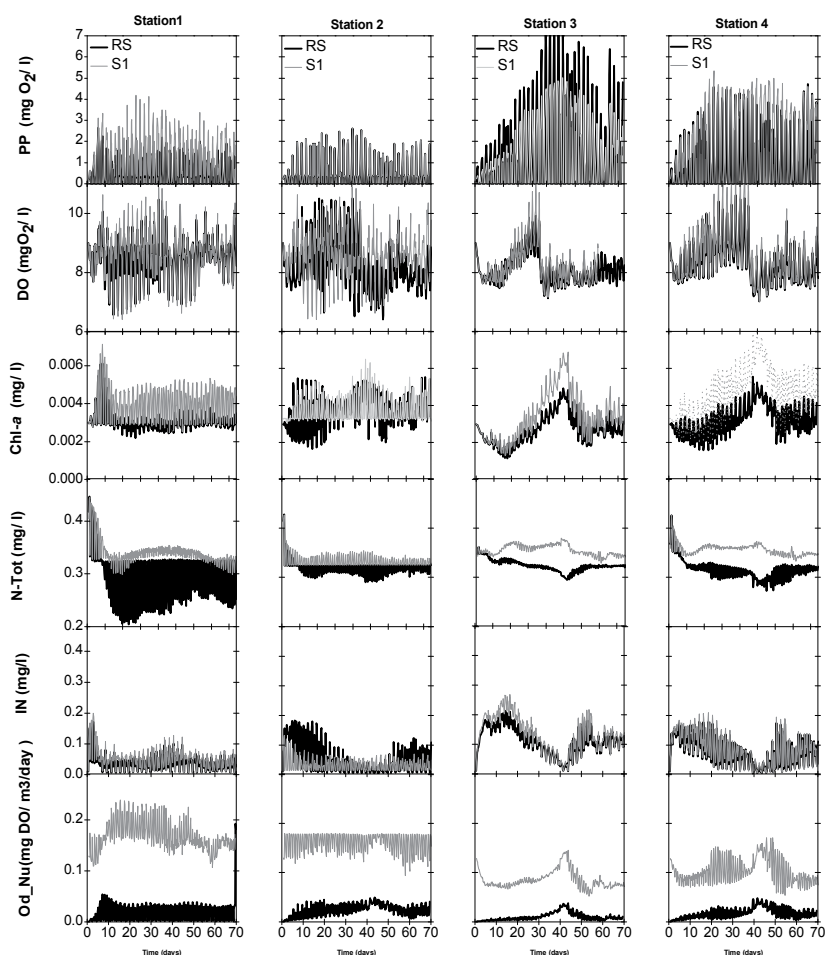 Station1 Station 2 Station 3 Station 4
PP (mg O2/ l)
7
6
5
4
3
2
1
0
RS
S1
RS
S1
RS
S1
RS
S1
DO (mgO2/ l)
10
8
6
Chl-a (mg/ l)
0.006
0.004
0.002
0.000
N-Tot (mg/ l)
0.4
0.3
0.2
IN (mg/l)
0.4
0.3
0.2
0.1
0.0
Od_Nu(mg DO/ m3/day)
0.2
0.1
0.0
0 10 20 30 40 50 60 70
0 10 20 30 40 50 60 70
0 10 20 30 40 50 60 70
0 10 20 30 40 50 60 70
Time (days) Time (days) Time (days) Time (days)